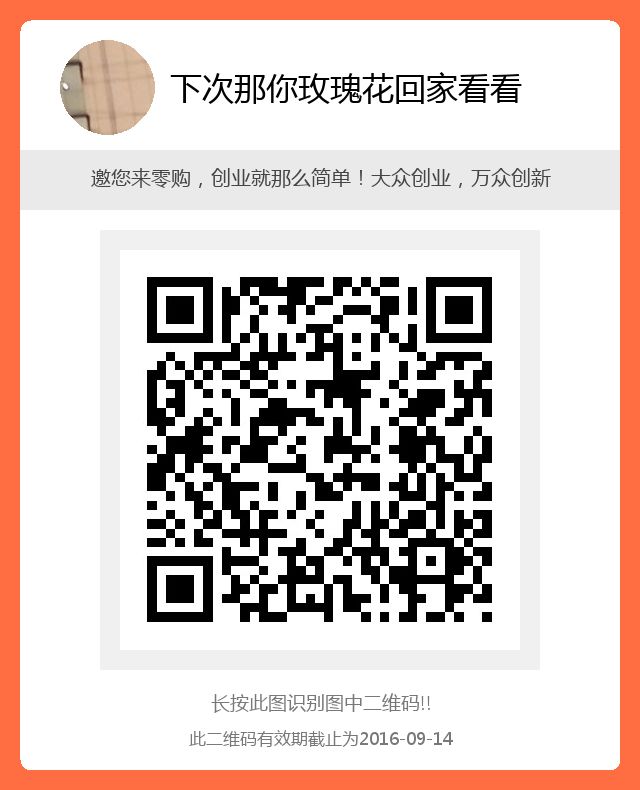 下次那你玫瑰花回家看看
邀您来零购，创业就那么简单！大众创业，万众创新
长按此图识别图中二维码!!
此二维码有效期截止为2016-09-14